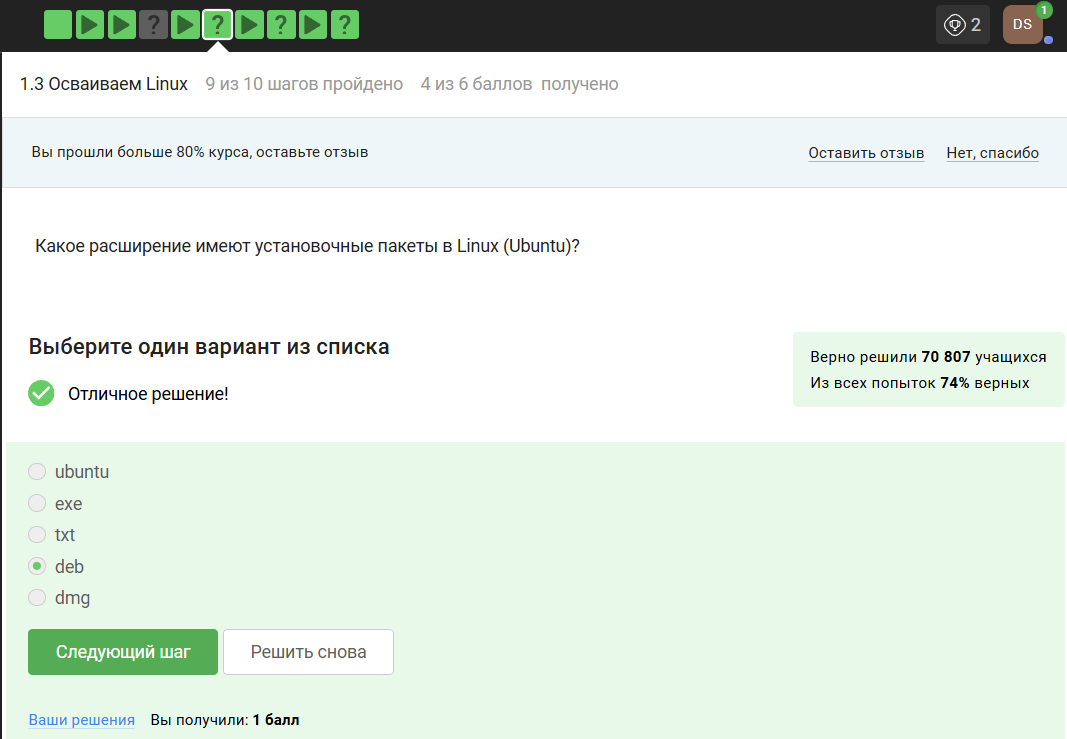 ? ? ? ?
2
DS
1
1.3 Осваиваем Linux 9 из 10 шагов пройдено 4 из 6 баллов получено
Вы прошли больше 80% курса, оставьте отзыв Оставить отзыв Нет, спасибо
Какое расширение имеют установочные пакеты в Linux (Ubuntu)?
Выберите один вариант из списка
Отличное решение!
Верно решили 70 807 учащихся
Из всех попыток 74% верных
ubuntu
exe
txt
deb
dmg
Следующий шаг Решить снова
Ваши решения Вы получили: 1 балл